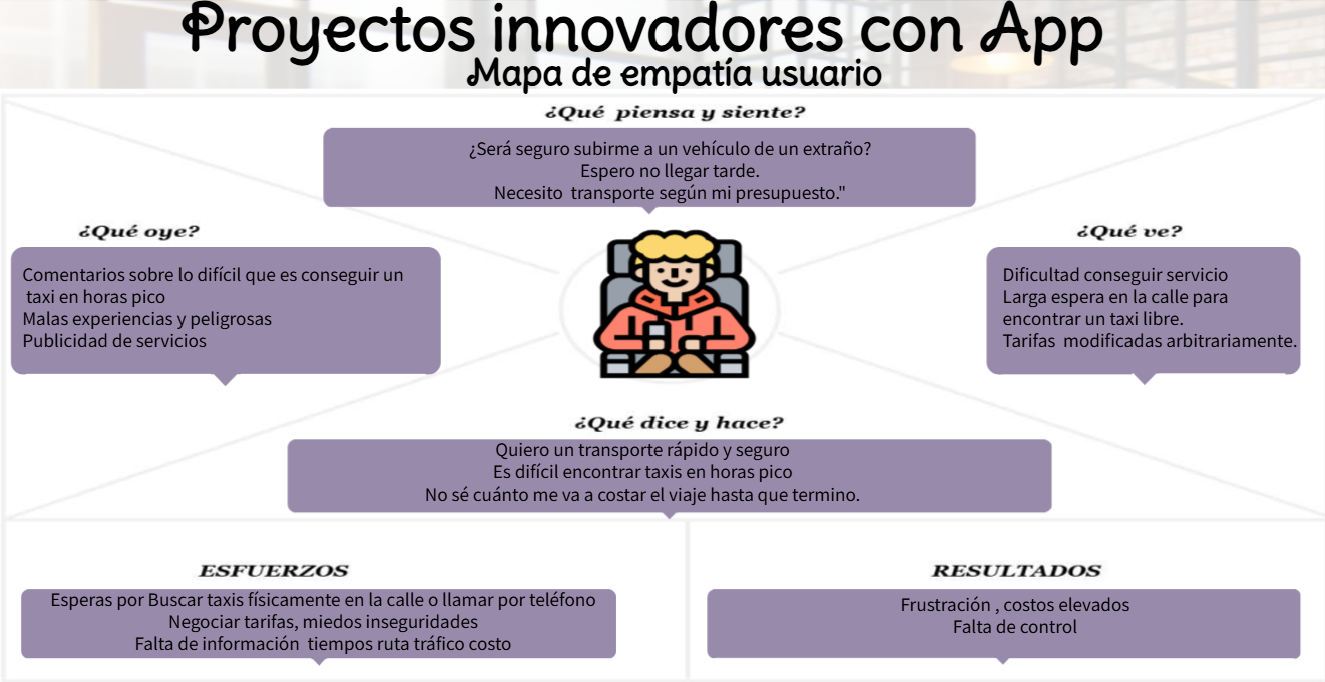 Proyectos innovadores con App
Mapa de empatía usuario
¿Qué piensa y siente?
¿Será seguro subirme a un vehículo de un extraño?
Espero no llegar tarde.
Necesito transporte según mi presupuesto."
¿Qué oye?
Comentarios sobre lo difícil que es conseguir un
taxi en horas pico
Malas experiencias y peligrosas
Publicidad de servicios
¿Qué ve?
Dificultad conseguir servicio
Larga espera en la calle para
encontrar un taxi libre.
Tarifas modificadas arbitrariamente.
¿Qué dice y hace?
Quiero un transporte rápido y seguro
Es difícil encontrar taxis en horas pico
No sé cuánto me va a costar el viaje hasta que termino.
ESFUERZOS
Esperas por Buscar taxis físicamente en la calle o llamar por teléfono
Negociar tarifas, miedos inseguridades
Falta de información tiempos ruta tráfico costo
RESULTADOS
Frustración , costos elevados
Falta de control